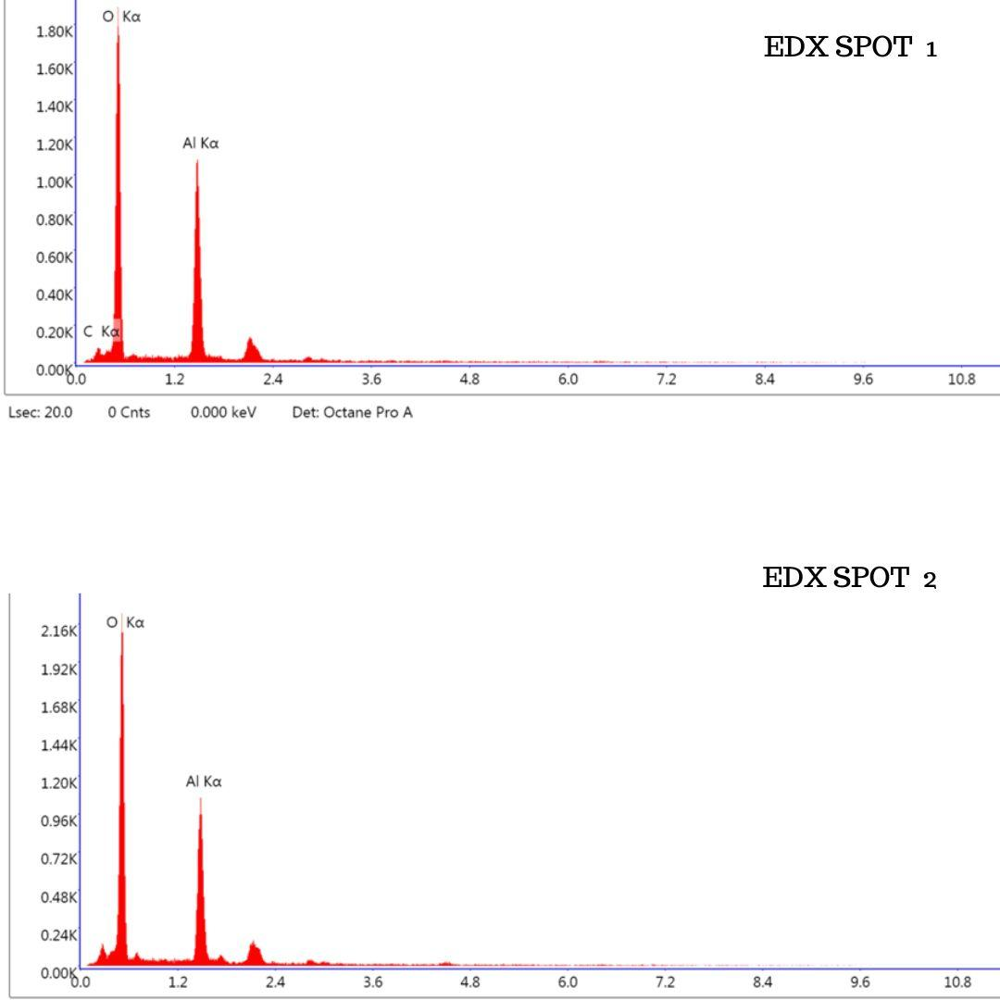 O Kα
1.80K
EDX SPOT 1
1.60K
1.40K
1.20K
Al Kα
1.00K
0.80K
0.60K
0.40K
0.20K
C Kα
0.00K
0.0 1.2 2.4 3.6 4.8 6.0 7.2 8.4 9.6 10.8
Lsec: 20.0 0 Cnts 0.000 keV Det: Octane Pro A
EDX SPOT 2
O Kα
2.16K
1.92K
1.68K
1.44K
1.20K
Al Kα
0.96K
0.72K
0.48K
0.24K
0.00K
0.0 1.2 2.4 3.6 4.8 6.0 7.2 8.4 9.6 10.8